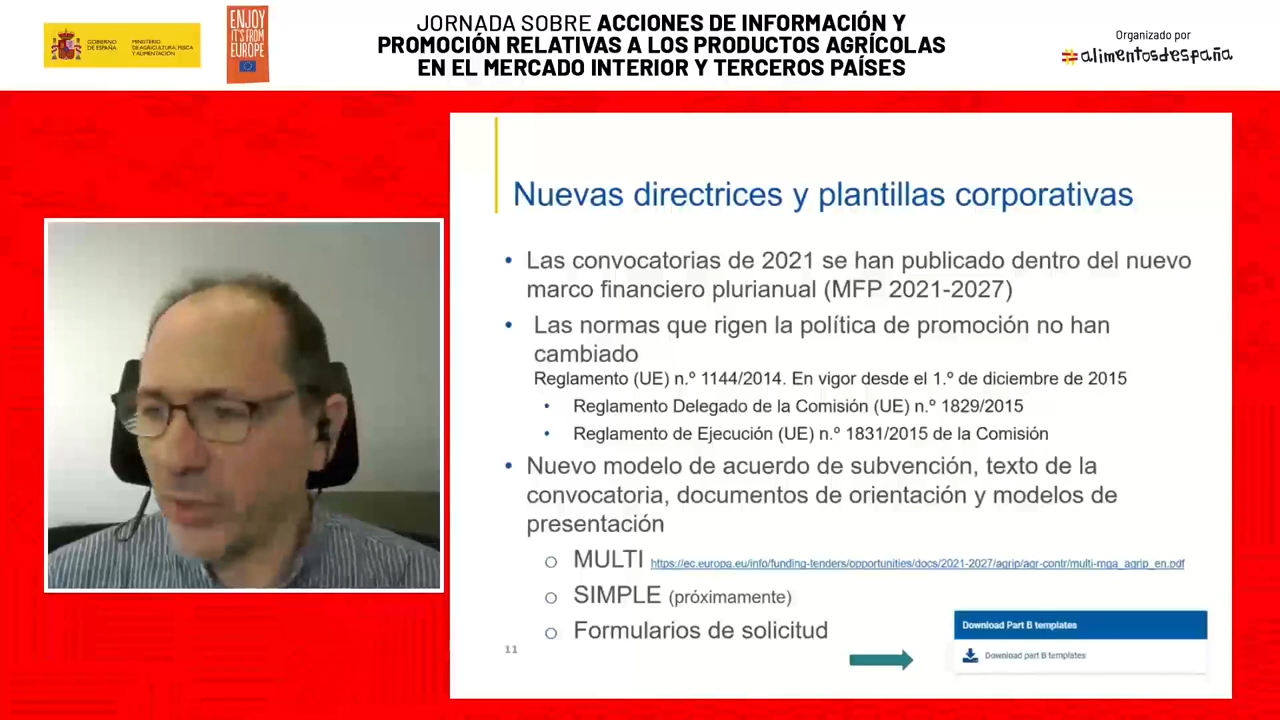 GOBIERNO
DE ESPAÑA
MINISTERIO
DE AGRICULTURA, PESCA
Y ALIMENTACIÓN
ENJOY
IT'S FROM
EUROPE
JORNADA SOBRE ACCIONES DE INFORMACIÓN Y
PROMOCIÓN RELATIVAS A LOS PRODUCTOS AGRÍCOLAS
EN EL MERCADO INTERIOR Y TERCEROS PAÍSES
Organizado por
#alimentosdespaña
Nuevas directrices y plantillas corporativas
• Las convocatorias de 2021 se han publicado dentro del nuevo
marco financiero plurianual (MFP 2021-2027)
• Las normas que rigen la política de promoción no han
cambiado
Reglamento (UE) n.º 1144/2014. En vigor desde el 1.º de diciembre de 2015
• Reglamento Delegado de la Comisión (UE) n.º 1829/2015
• Reglamento de Ejecución (UE) n.º 1831/2015 de la Comisión
• Nuevo modelo de acuerdo de subvención, texto de la
convocatoria, documentos de orientación y modelos de
presentación
o MULTI https://ec.europa.eu/info/funding-tenders/opportunities/docs/2021-2027/agrip/agr-contr/multi-mga_agrip_en.pdf
o SIMPLE (próximamente)
o Formularios de solicitud
Download Part B templates
Download part B templates
11